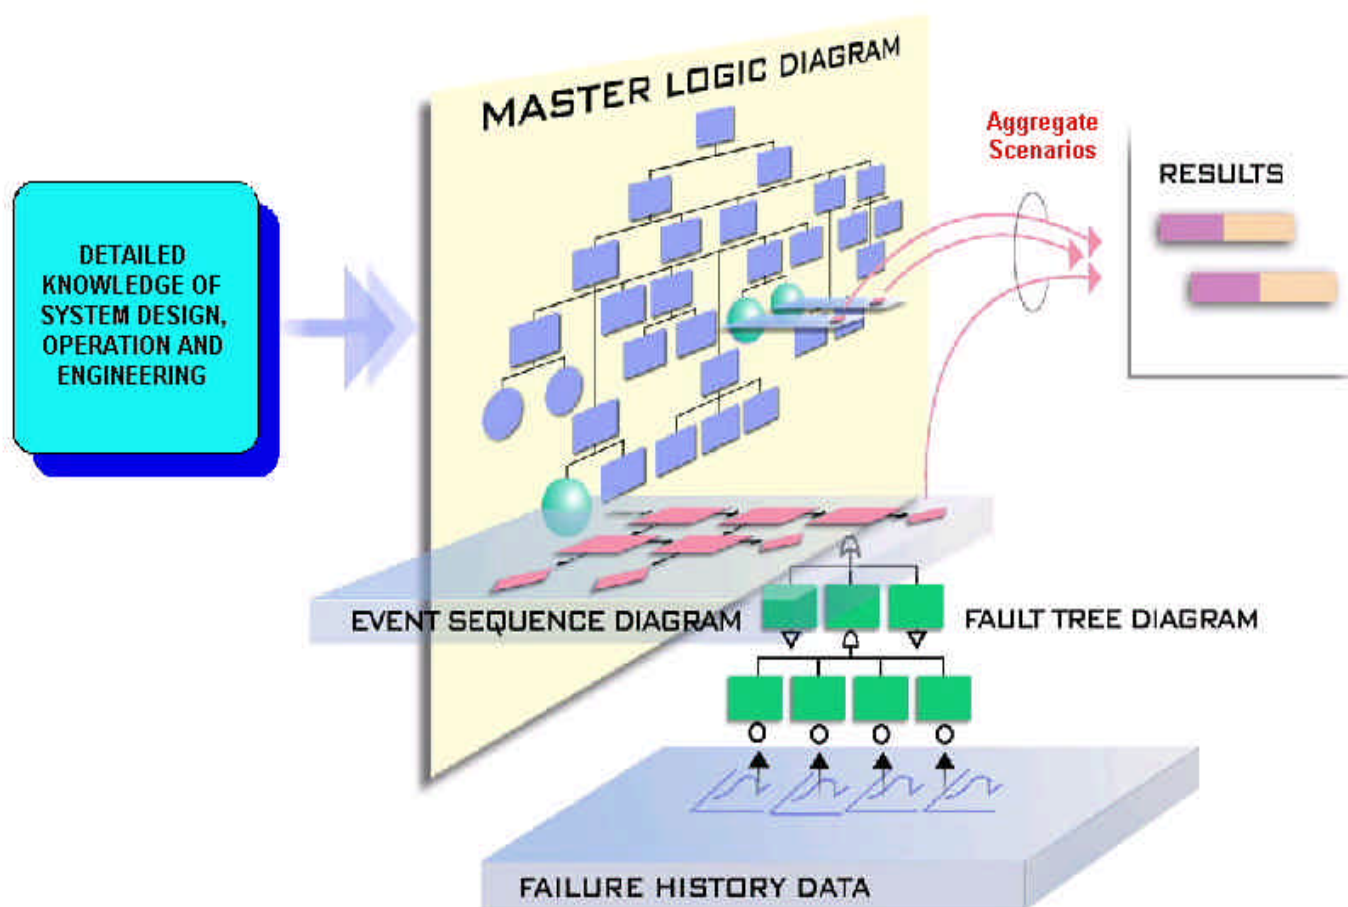 MASTER LOGIC DIAGRAM
Aggregate
Scenarios
RESULTS
DETAILED
KNOWLEDGE OF
SYSTEM DESIGN,
OPERATION AND
ENGINEERING
EVENT SEQUENCE DIAGRAM
FAULT TREE DIAGRAM
FAILURE HISTORY DATA